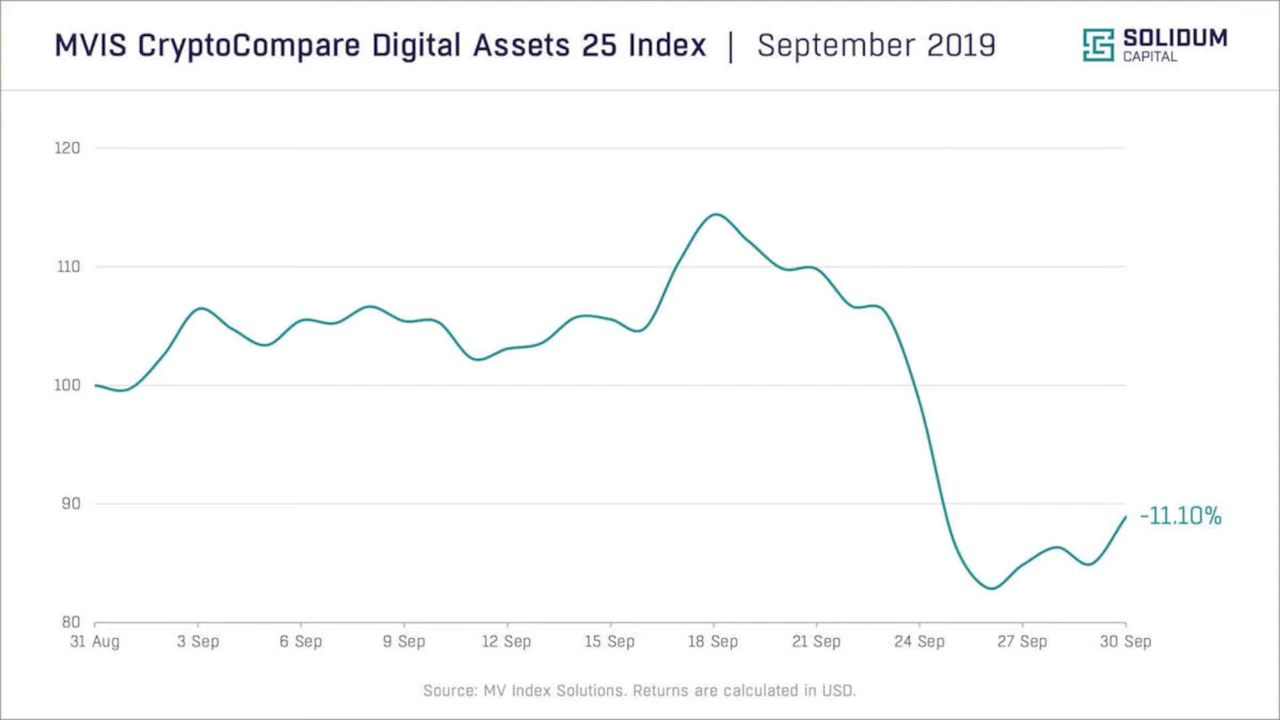 MVIS CryptoCompare Digital Assets 25 Index | September 2019
SOLIDUM
CAPITAL
120
110
100
90
-11.10%
80
31 Aug 3 Sep 6 Sep 9 Sep 12 Sep 15 Sep 18 Sep 21 Sep 24 Sep 27 Sep 30 Sep
Source: MV Index Solutions. Returns are calculated in USD.